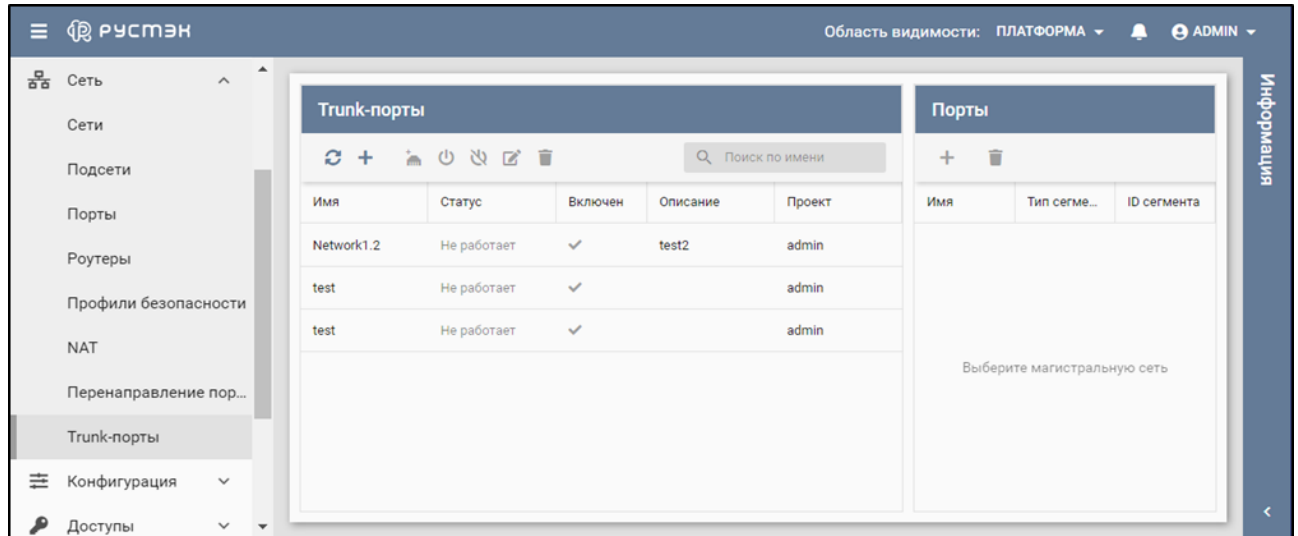 РУСТЭК
Область видимости: ПЛАТФОРМА ADMIN
Сеть
Сети
Подсети
Порты
Роутеры
Профили безопасности
NAT
Перенаправление пор...
Trunk-порты
Конфигурация
Доступы
Trunk-порты
Поиск по имени
Имя Статус Включен Описание Проект
Network1.2 Не работает test2 admin
test Не работает admin
test Не работает admin
Порты
Имя Тип сегме... ID сегмента
Выберите магистральную сеть
Информация